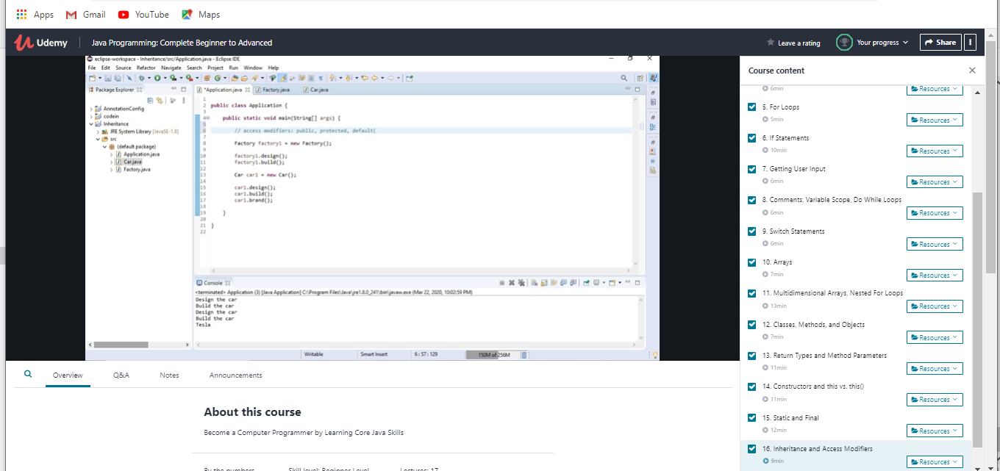 Apps Gmail YouTube Maps
Udemy Java Programming: Complete Beginner to Advanced Leave a rating Your progress Share
eclipse-workspace - Inheritance/src/Application.java - Eclipse IDE
File Edit Source Refactor Navigate Search Project Run Window Help
Package Explorer
AnnotationConfig
codein
Inheritance
JRE System Library [JavaSE-1.8]
src
(default package)
Application.java
Car.java
Factory.java
*Application.java Factory.java Car.java
1
2 public class Application {
3
4 public static void main(String[] args) {
5
6 // access modifiers: public, protected, default(
7
8 Factory factory1 = new Factory();
9
10 factory1.design();
11 factory1.build();
12
13 Car car1 = new Car();
14
15 car1.design();
16 car1.build();
17 car1.brand();
18
19 }
20
21 }
22
Console
<terminated> Application (3) [Java Application] C:\Program Files\Java\jre1.8.0_241\bin\javaw.exe (Mar 22, 2020, 10:02:59 PM)
Design the car
Build the car
Design the car
Build the car
Tesla
Writable Smart Insert 6 : 57 : 129 150M of 256M
Overview Q&A Notes Announcements
About this course
Become a Computer Programmer by Learning Core Java Skills
By the numbers Skill level: Beginner Level Lectures: 17
Course content
6min Resources
5. For Loops
5min Resources
6. If Statements
10min Resources
7. Getting User Input
6min Resources
8. Comments, Variable Scope, Do While Loops
6min Resources
9. Switch Statements
6min Resources
10. Arrays
7min Resources
11. Multidimensional Arrays, Nested For Loops
13min Resources
12. Classes, Methods, and Objects
7min Resources
13. Return Types and Method Parameters
11min Resources
14. Constructors and this vs. this()
11min Resources
15. Static and Final
12min Resources
16. Inheritance and Access Modifiers
9min Resources